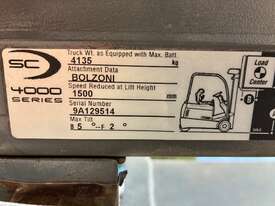 Truck Wt. as Equipped with Max. Batt.
4135 kg
Attachment Data
BOLZONI
Speed Reduced at Lift Height
1500 mm
Serial Number
9A129514
Max Tilt
B 5 ° - F 2 °
SC
4000
SERIES
Load
Center